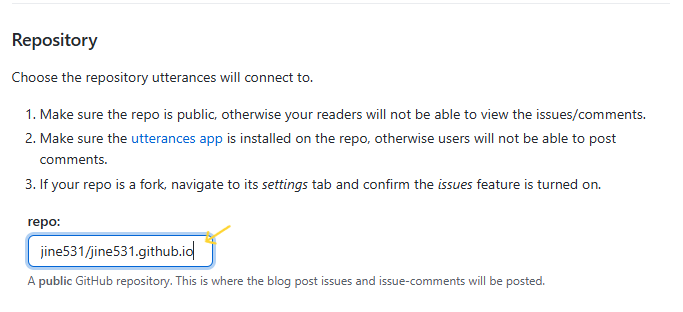 Repository
Choose the repository utterances will connect to.
1. Make sure the repo is public, otherwise your readers will not be able to view the issues/comments.
2. Make sure the utterances app is installed on the repo, otherwise users will not be able to post
comments.
3. If your repo is a fork, navigate to its settings tab and confirm the issues feature is turned on.
repo:
jine531/jine531.github.io
A public GitHub repository. This is where the blog post issues and issue-comments will be posted.